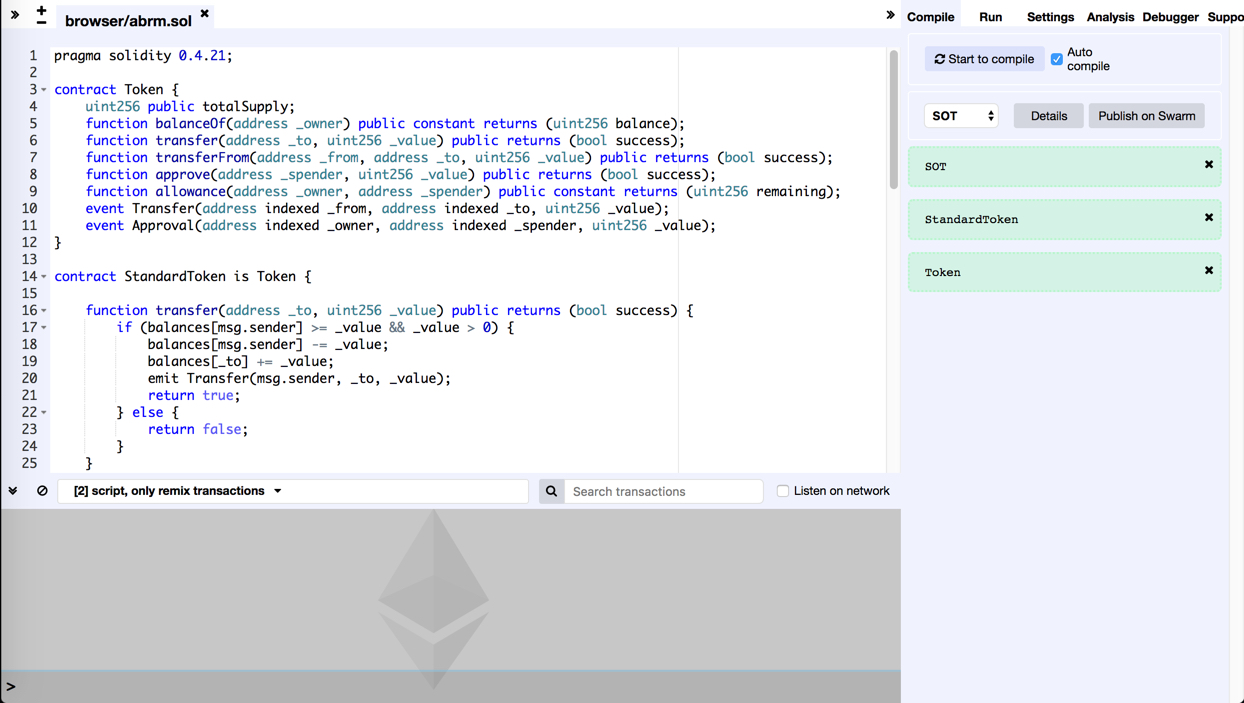 browser/abrm.sol
Compile Run Settings Analysis Debugger Suppo
1 pragma solidity 0.4.21;
2
3 contract Token {
4 uint256 public totalSupply;
5 function balanceOf(address _owner) public constant returns (uint256 balance);
6 function transfer(address _to, uint256 _value) public returns (bool success);
7 function transferFrom(address _from, address _to, uint256 _value) public returns (bool success);
8 function approve(address _spender, uint256 _value) public returns (bool success);
9 function allowance(address _owner, address _spender) public constant returns (uint256 remaining);
10 event Transfer(address indexed _from, address indexed _to, uint256 _value);
11 event Approval(address indexed _owner, address indexed _spender, uint256 _value);
12 }
13
14 contract StandardToken is Token {
15
16 function transfer(address _to, uint256 _value) public returns (bool success) {
17 if (balances[msg.sender] >= _value && _value > 0) {
18 balances[msg.sender] -= _value;
19 balances[_to] += _value;
20 emit Transfer(msg.sender, _to, _value);
21 return true;
22 } else {
23 return false;
24 }
25 }
[2] script, only remix transactions
Search transactions
Listen on network
>
Start to compile
Auto
compile
SOT
Details
Publish on Swarm
SOT
StandardToken
Token